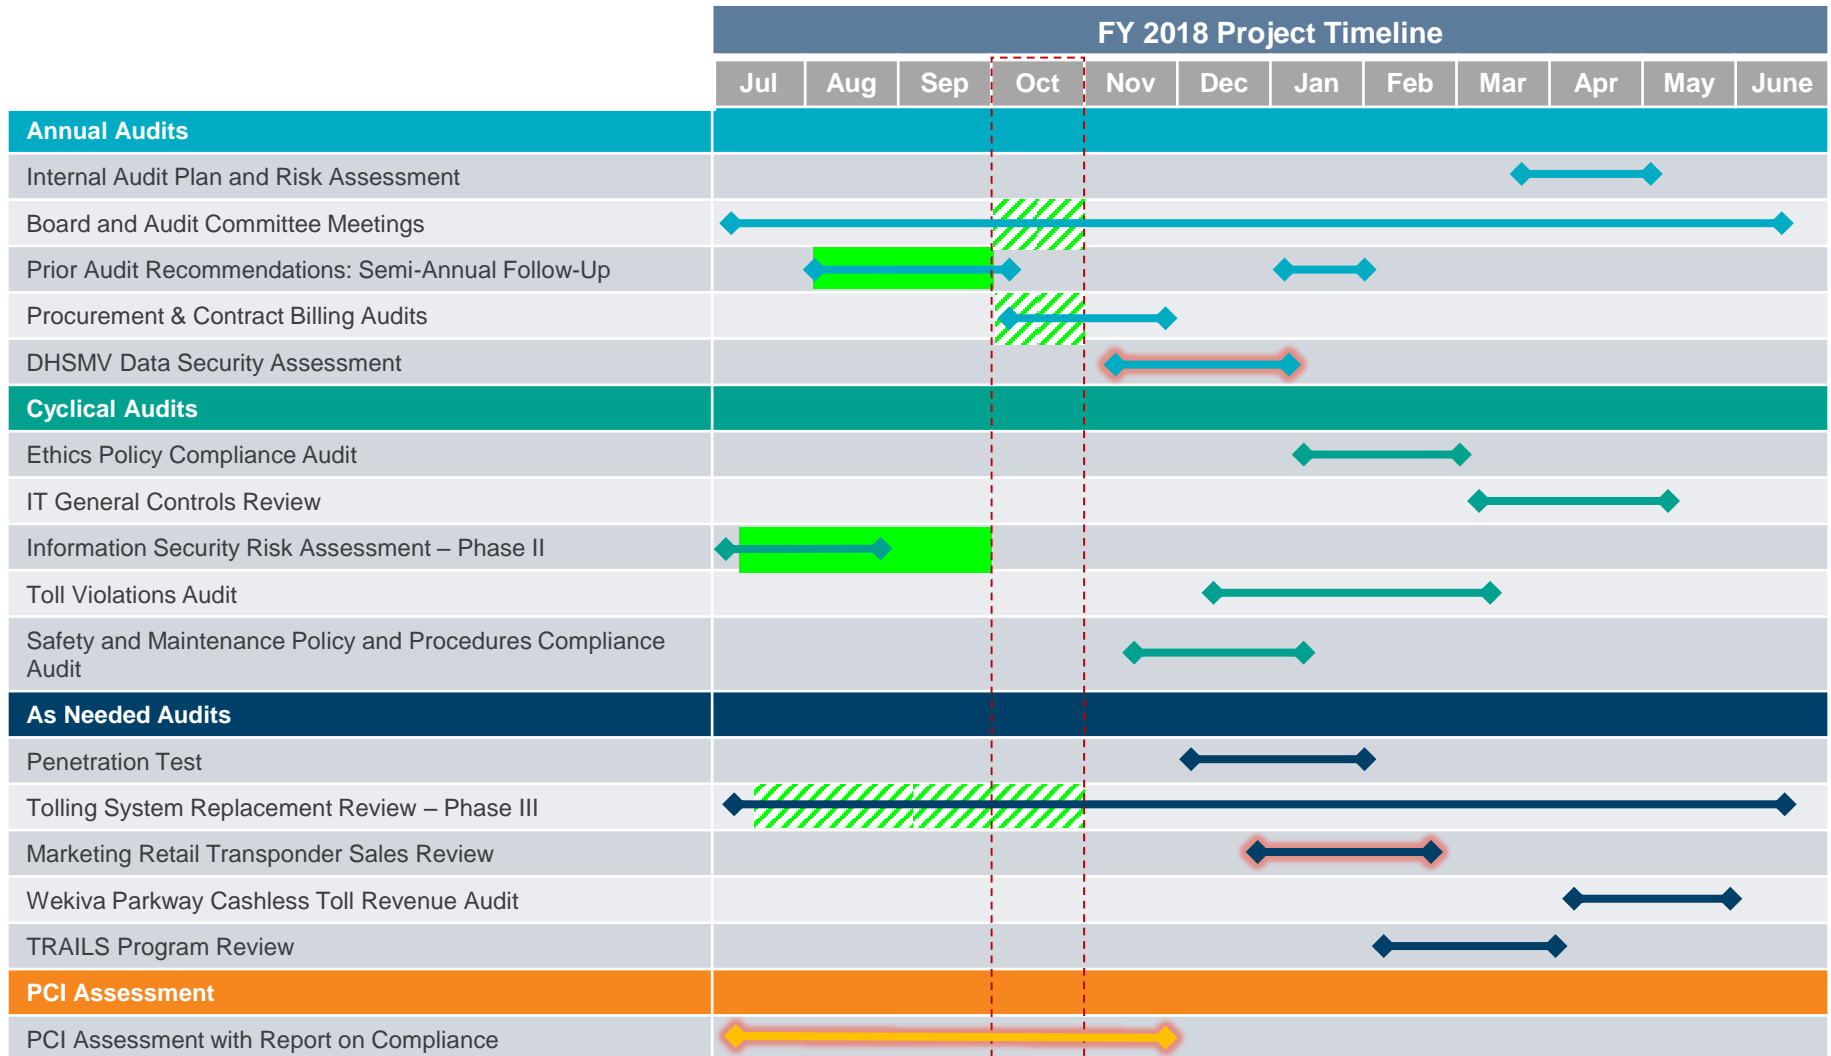 FY 2018 Project Timeline
Jul Aug Sep Oct Nov Dec Jan Feb Mar Apr May June
Annual Audits
Internal Audit Plan and Risk Assessment
Board and Audit Committee Meetings
Prior Audit Recommendations: Semi-Annual Follow-Up
Procurement & Contract Billing Audits
DHSMV Data Security Assessment
Cyclical Audits
Ethics Policy Compliance Audit
IT General Controls Review
Information Security Risk Assessment – Phase II
Toll Violations Audit
Safety and Maintenance Policy and Procedures Compliance
Audit
As Needed Audits
Penetration Test
Tolling System Replacement Review – Phase III
Marketing Retail Transponder Sales Review
Wekiva Parkway Cashless Toll Revenue Audit
TRAILS Program Review
PCI Assessment
PCI Assessment with Report on Compliance